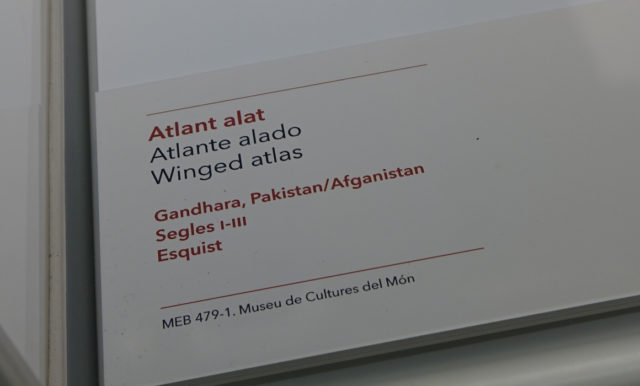 Atlant alat
Atlante alado
Winged atlas
Gandhara, Pakistan/Afganistan
Segles I-III
Esquist
MEB 479-1. Museu de Cultures del Món